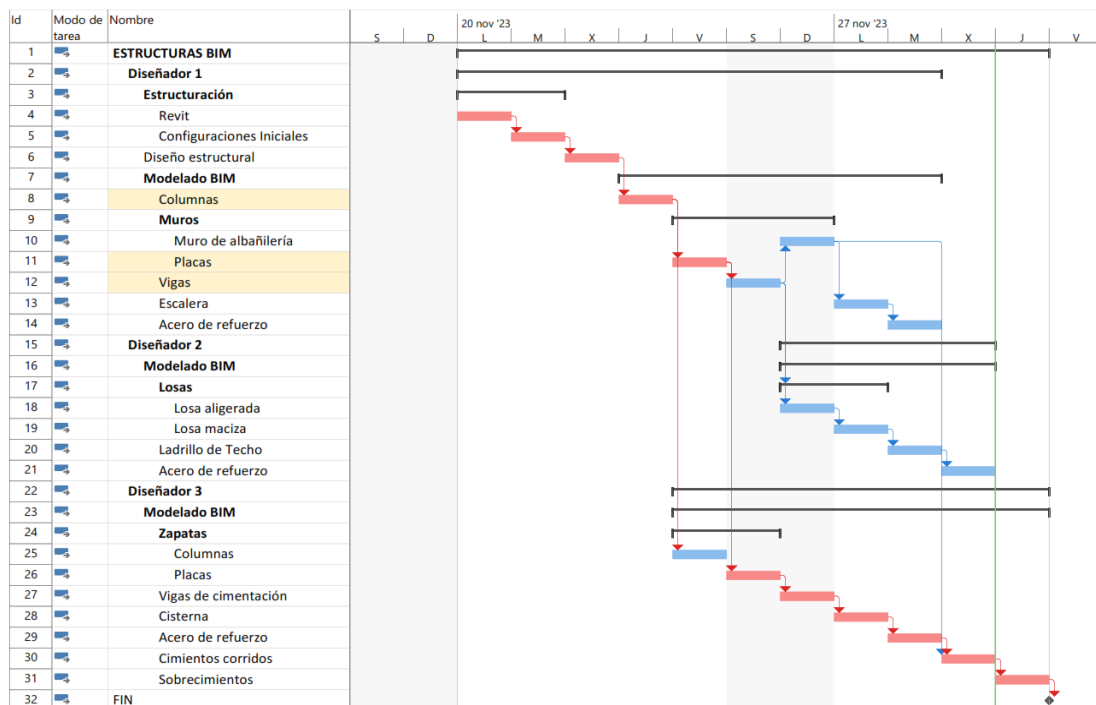 Id Modo de tarea Nombre 20 nov '23 27 nov '23
S D L M X J V S D L M X J V
1 ESTRUCTURAS BIM
2 Diseñador 1
3 Estructuración
4 Revit
5 Configuraciones Iniciales
6 Diseño estructural
7 Modelado BIM
8 Columnas
9 Muros
10 Muro de albañilería
11 Placas
12 Vigas
13 Escalera
14 Acero de refuerzo
15 Diseñador 2
16 Modelado BIM
17 Losas
18 Losa aligerada
19 Losa maciza
20 Ladrillo de Techo
21 Acero de refuerzo
22 Diseñador 3
23 Modelado BIM
24 Zapatas
25 Columnas
26 Placas
27 Vigas de cimentación
28 Cisterna
29 Acero de refuerzo
30 Cimientos corridos
31 Sobrecimientos
32 FIN